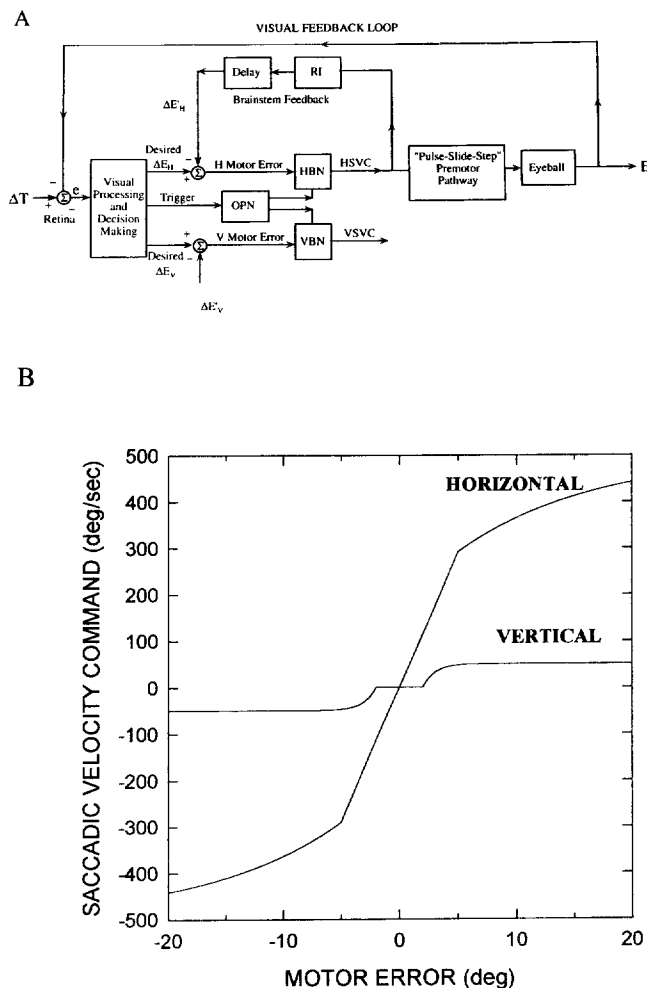 A
VISUAL FEEDBACK LOOP
Delay
RI
Brainstem Feedback
ΔE'H
Desired
ΔEH
−
+
Σ
H Motor Error
HBN
HSVC
"Pulse-Slide-Step"
Premotor
Pathway
Eyeball
E
−
ΔT
+
Σ
e
−
Retina
Visual
Processing
and
Decision
Making
Trigger
OPN
+
Σ
−
V Motor Error
VBN
VSVC
Desired
ΔEV
ΔE'V
B
SACCADIC VELOCITY COMMAND (deg/sec)
500
400
300
200
100
0
-100
-200
-300
-400
-500
HORIZONTAL
VERTICAL
-20
-10
0
10
20
MOTOR ERROR (deg)